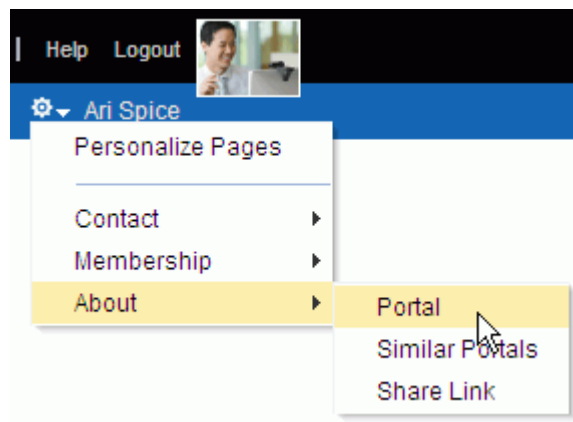 | Help Logout
Ari Spice
Personalize Pages
Contact
Membership
About
Portal
Similar Portals
Share Link